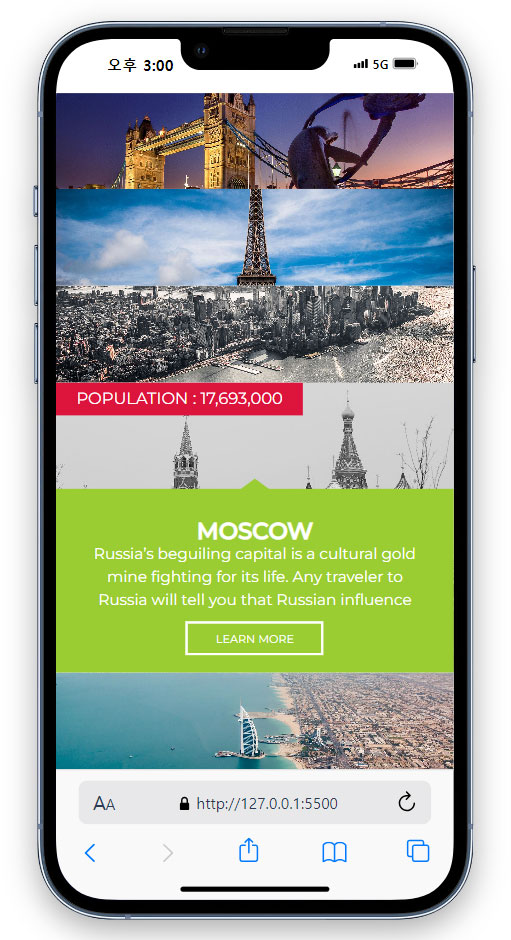 오후 3:00
5G
POPULATION : 17,693,000
MOSCOW
Russia's beguiling capital is a cultural gold
mine fighting for its life. Any traveler to
Russia will tell you that Russian influence
LEARN MORE
AA
http://127.0.0.1:5500